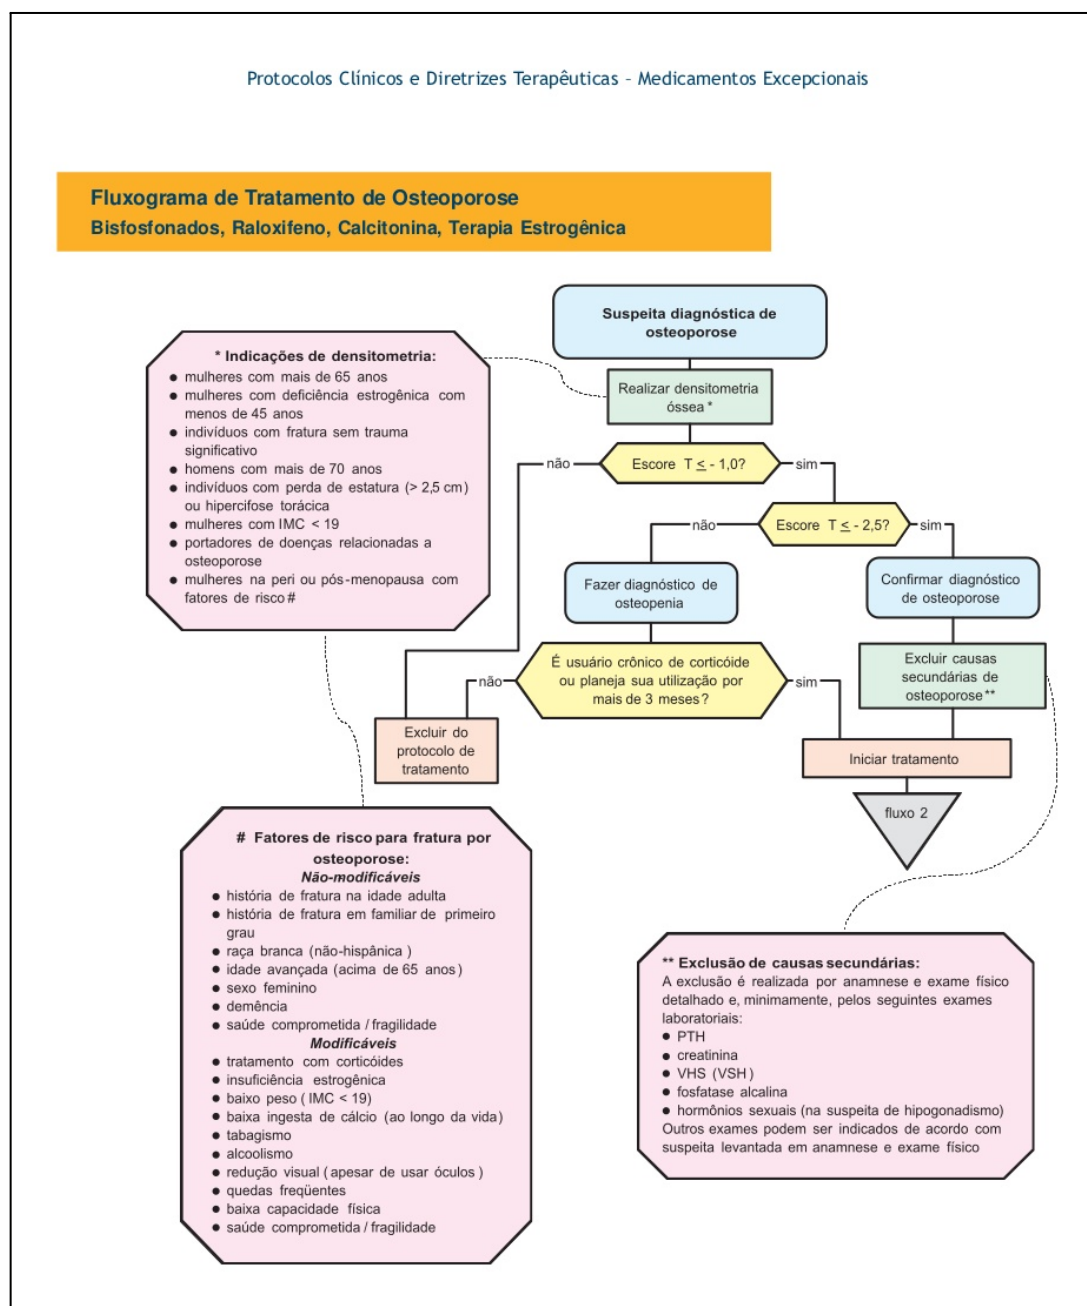 Protocolos Clínicos e Diretrizes Terapêuticas - Medicamentos Excepcionais
Fluxograma de Tratamento de Osteoporose
Bisfosfonados, Raloxifeno, Calcitonina, Terapia Estrogênica
Suspeita diagnóstica de
osteoporose
* Indicações de densitometria:
● mulheres com mais de 65 anos
● mulheres com deficiência estrogênica com
menos de 45 anos
● indivíduos com fratura sem trauma
significativo
● homens com mais de 70 anos
● indivíduos com perda de estatura (> 2,5 cm)
ou hipercifose torácica
● mulheres com IMC < 19
● portadores de doenças relacionadas a
osteoporose
● mulheres na peri ou pós-menopausa com
fatores de risco #
Realizar densitometria
óssea *
não
Escore T ≤ - 1,0?
sim
não
Escore T ≤ - 2,5?
sim
Fazer diagnóstico de
osteopenia
Confirmar diagnóstico
de osteoporose
não
É usuário crônico de corticóide
ou planeja sua utilização por
mais de 3 meses?
sim
Excluir causas
secundárias de
osteoporose**
Excluir do
protocolo de
tratamento
Iniciar tratamento
fluxo 2
# Fatores de risco para fratura por
osteoporose:
Não-modificáveis
● história de fratura na idade adulta
● história de fratura em familiar de primeiro
grau
● raça branca (não-hispânica)
● idade avançada (acima de 65 anos)
● sexo feminino
● demência
● saúde comprometida / fragilidade
Modificáveis
● tratamento com corticóides
● insuficiência estrogênica
● baixo peso ( IMC < 19)
● baixa ingesta de cálcio (ao longo da vida)
● tabagismo
● alcoolismo
● redução visual ( apesar de usar óculos )
● quedas freqüentes
● baixa capacidade física
● saúde comprometida / fragilidade
** Exclusão de causas secundárias:
A exclusão é realizada por anamnese e exame físico
detalhado e, minimamente, pelos seguintes exames
laboratoriais:
● PTH
● creatinina
● VHS (VSH)
● fosfatase alcalina
● hormônios sexuais (na suspeita de hipogonadismo)
Outros exames podem ser indicados de acordo com
suspeita levantada em anamnese e exame físico